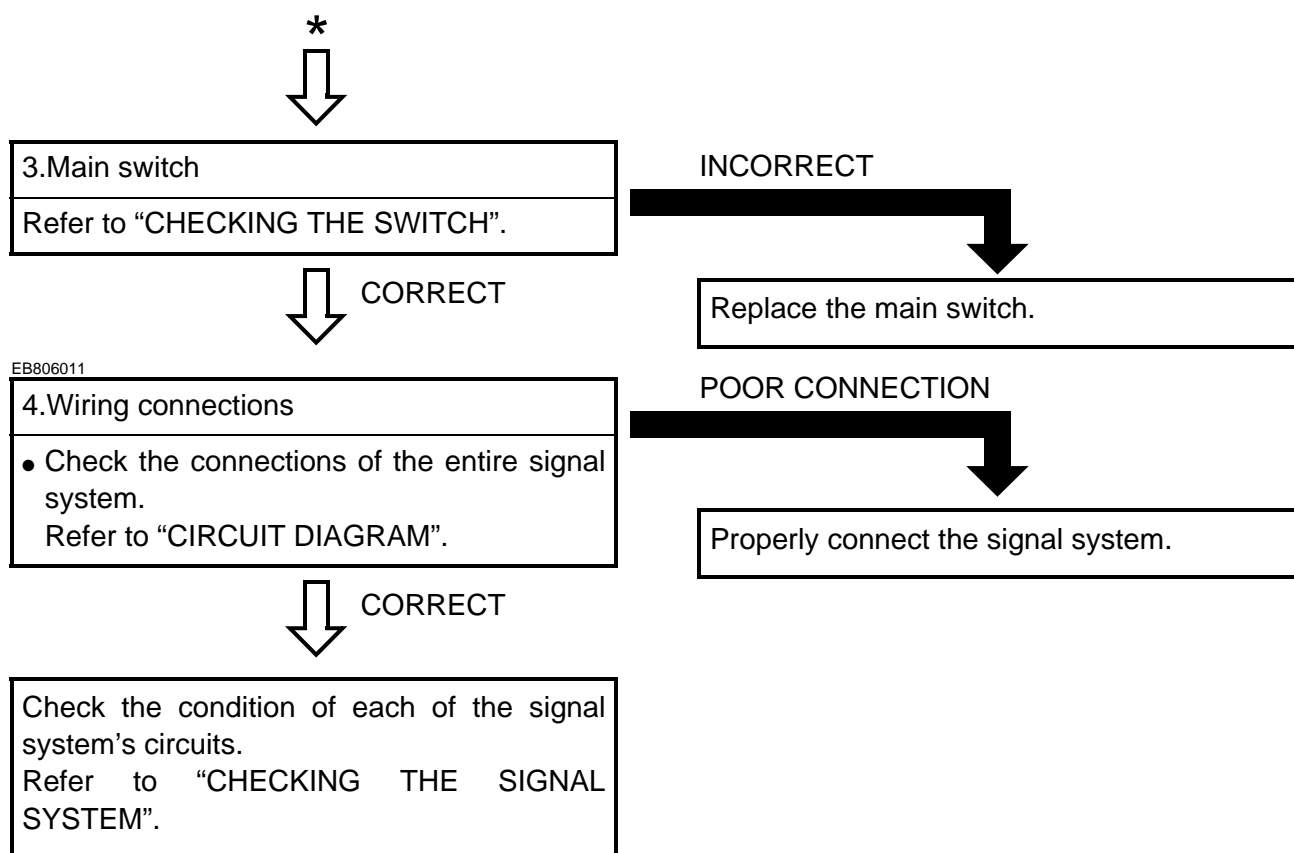 *
3.Main switch
Refer to “CHECKING THE SWITCH”.
INCORRECT
Replace the main switch.
CORRECT
EB806011
4.Wiring connections
● Check the connections of the entire signal
system.
Refer to “CIRCUIT DIAGRAM”.
POOR CONNECTION
Properly connect the signal system.
CORRECT
Check the condition of each of the signal
system’s circuits.
Refer to “CHECKING THE SIGNAL
SYSTEM”.